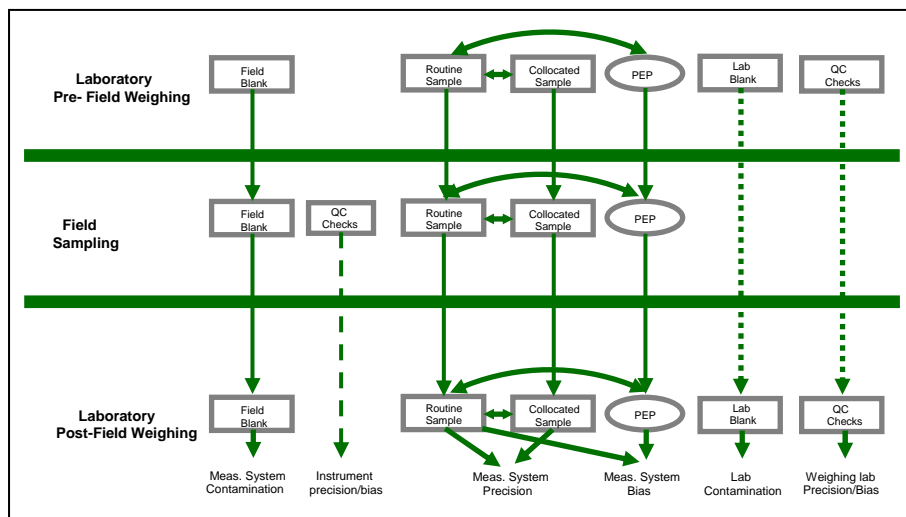 Laboratory
Pre- Field Weighing
Field
Blank
Routine
Sample
Collocated
Sample
PEP
Lab
Blank
QC
Checks
Field
Sampling
Field
Blank
QC
Checks
Routine
Sample
Collocated
Sample
PEP
Laboratory
Post-Field Weighing
Field
Blank
Routine
Sample
Collocated
Sample
PEP
Lab
Blank
QC
Checks
Meas. System
Contamination
Instrument
precision/bias
Meas. System
Precision
Meas. System
Bias
Lab
Contamination
Weighing lab
Precision/Bias